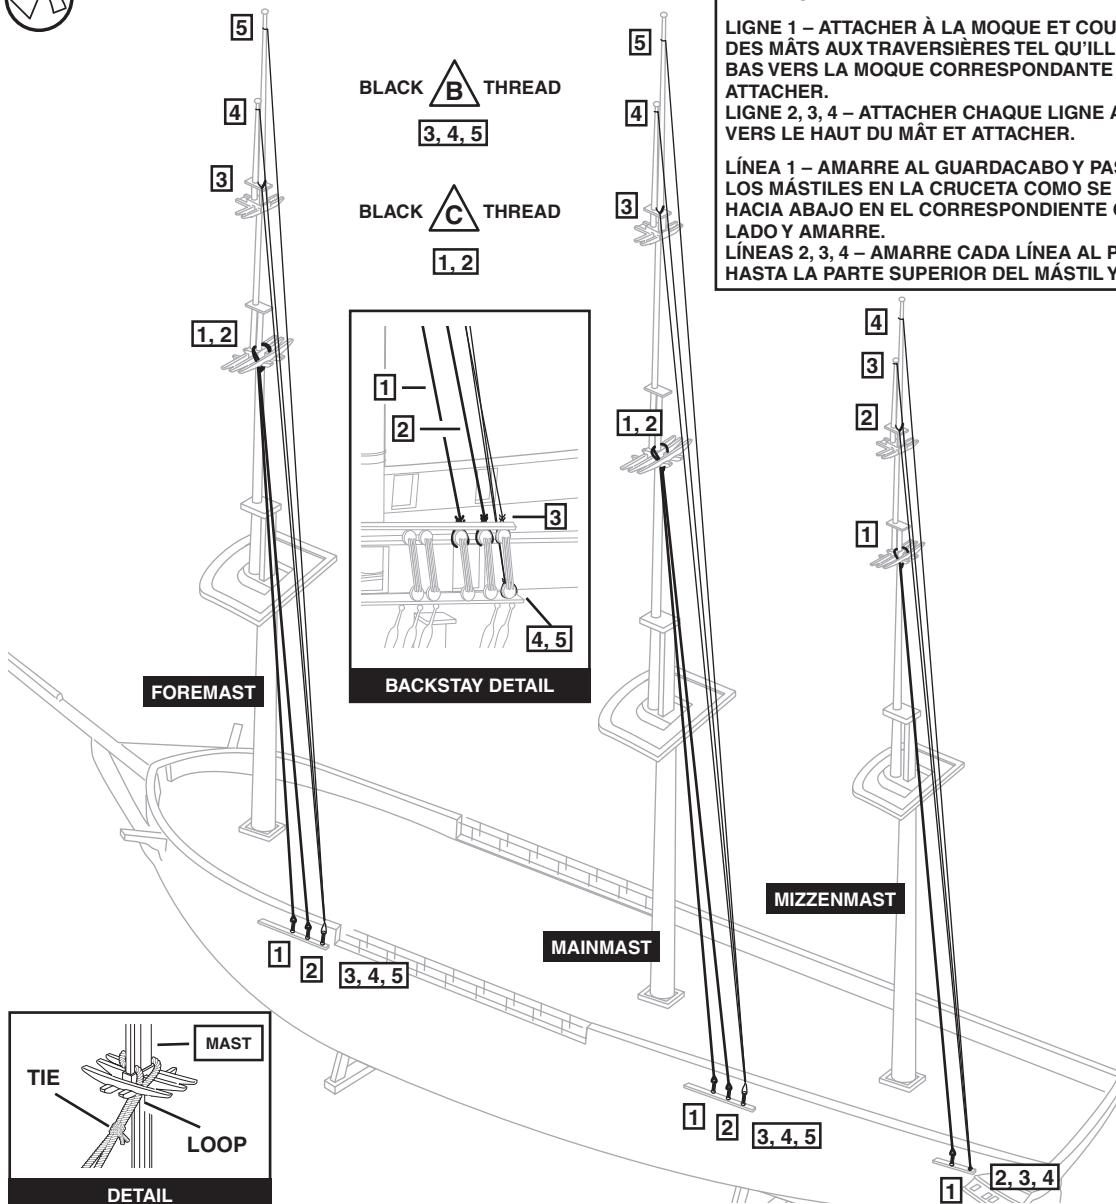 LIGNE 1 – ATTACHER À LA MOQUE ET
DES MÂTS AUX TRAVERSIÈRES TEL
BAS VERS LA MOQUE CORRESPONDANTE
ATTACHER.
LIGNE 2, 3, 4 – ATTACHER CHAQUE LIGNE
VERS LE HAUT DU MÂT ET ATTACHER.
LÍNEA 1 – AMARRE AL GUARDACABO Y
LOS MÁSTILES EN LA CRUCETA COMO SE
HACIA ABAJO EN EL CORRESPONDIENTE
LADO Y AMARRE.
LÍNEAS 2, 3, 4 – AMARRE CADA LÍNEA AL
HASTA LA PARTE SUPERIOR DEL MÁSTIL Y
BLACK B THREAD
3, 4, 5
BLACK C THREAD
1, 2
5
4
3
1, 2
FOREMAST
1
2
3, 4, 5
1
2
3
4, 5
BACKSTAY DETAIL
5
4
3
1, 2
MAINMAST
1
2
3, 4, 5
4
3
2
1
MIZZENMAST
1
2, 3, 4
MAST
TIE
LOOP
DETAIL